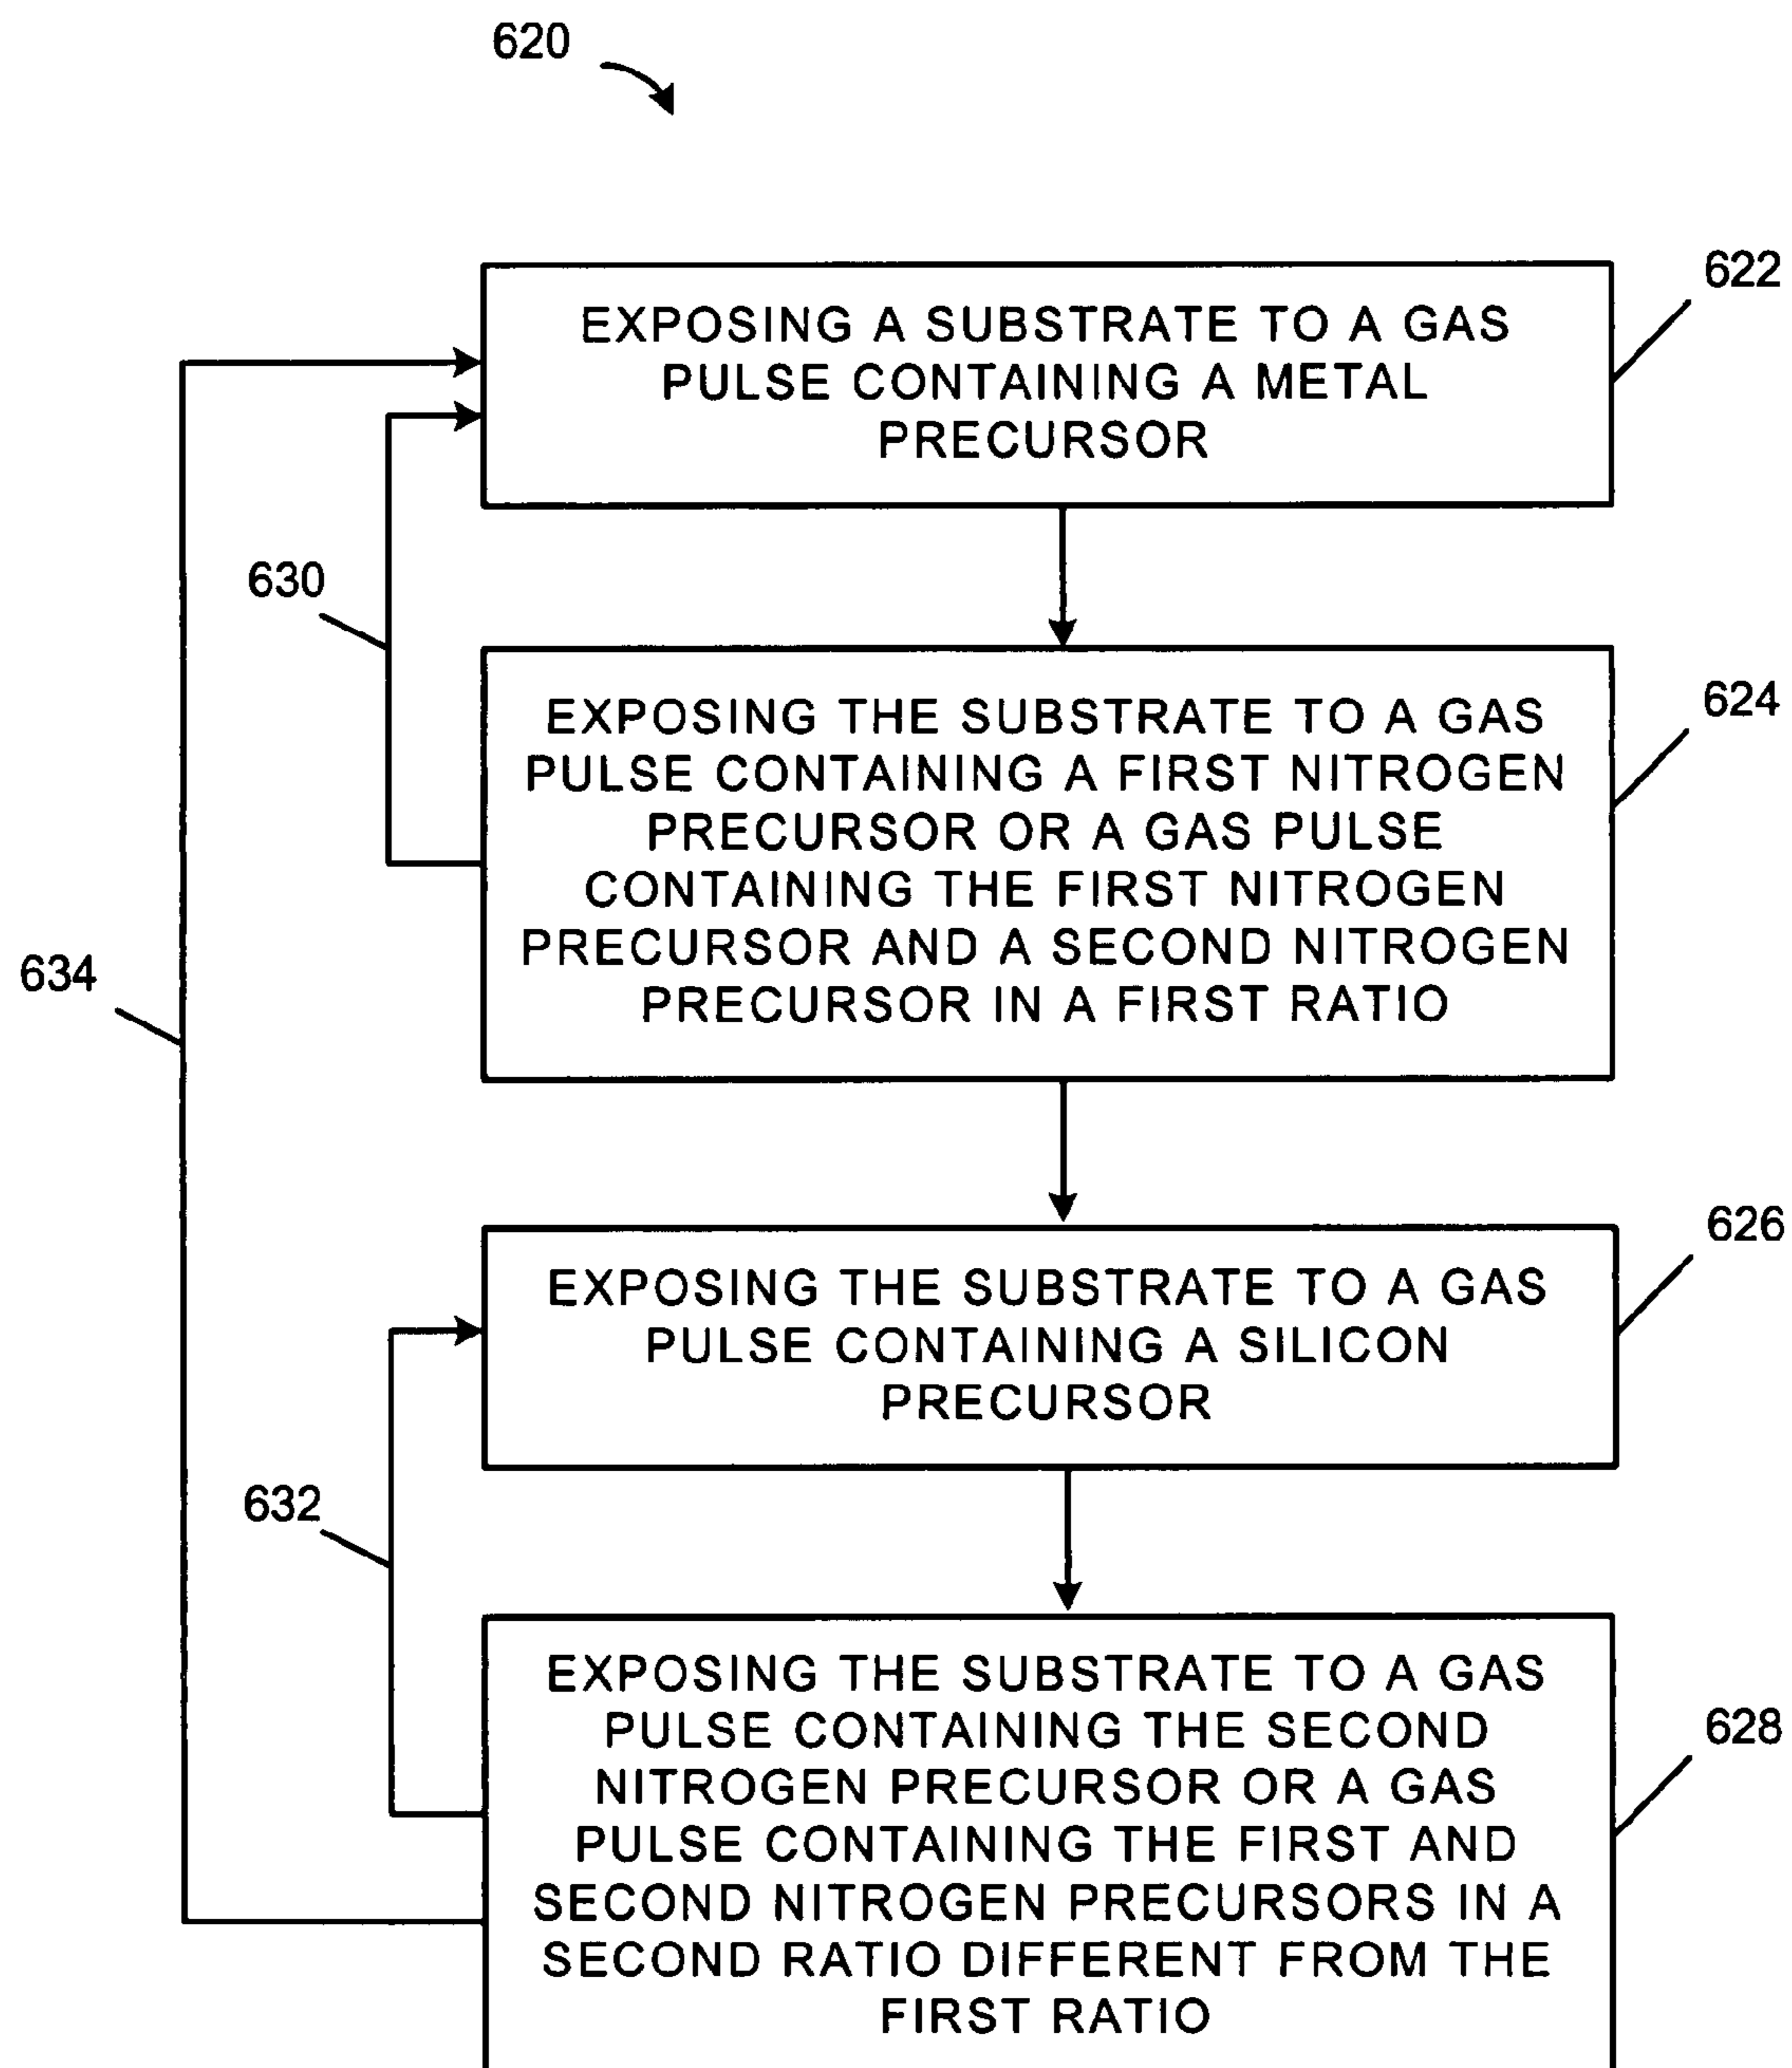 620
622
EXPOSING A SUBSTRATE TO A GAS
PULSE CONTAINING A METAL
PRECURSOR
630
624
EXPOSING THE SUBSTRATE TO A GAS
PULSE CONTAINING A FIRST NITROGEN
PRECURSOR OR A GAS PULSE
CONTAINING THE FIRST NITROGEN
PRECURSOR AND A SECOND NITROGEN
PRECURSOR IN A FIRST RATIO
634
626
EXPOSING THE SUBSTRATE TO A GAS
PULSE CONTAINING A SILICON
PRECURSOR
632
628
EXPOSING THE SUBSTRATE TO A GAS
PULSE CONTAINING THE SECOND
NITROGEN PRECURSOR OR A GAS
PULSE CONTAINING THE FIRST AND
SECOND NITROGEN PRECURSORS IN A
SECOND RATIO DIFFERENT FROM THE
FIRST RATIO